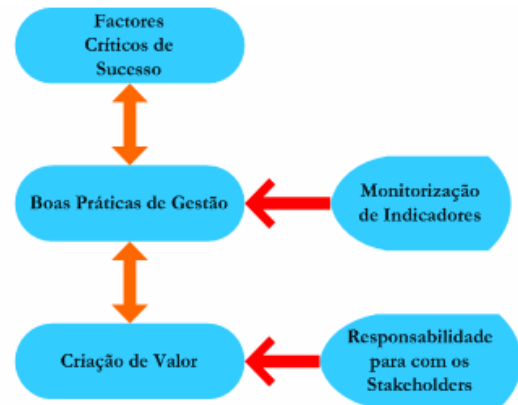 Factores
Críticos de
Sucesso
Boas Práticas de Gestão
Monitorização
de Indicadores
Criação de Valor
Responsabilidade
para com os
Stakeholders